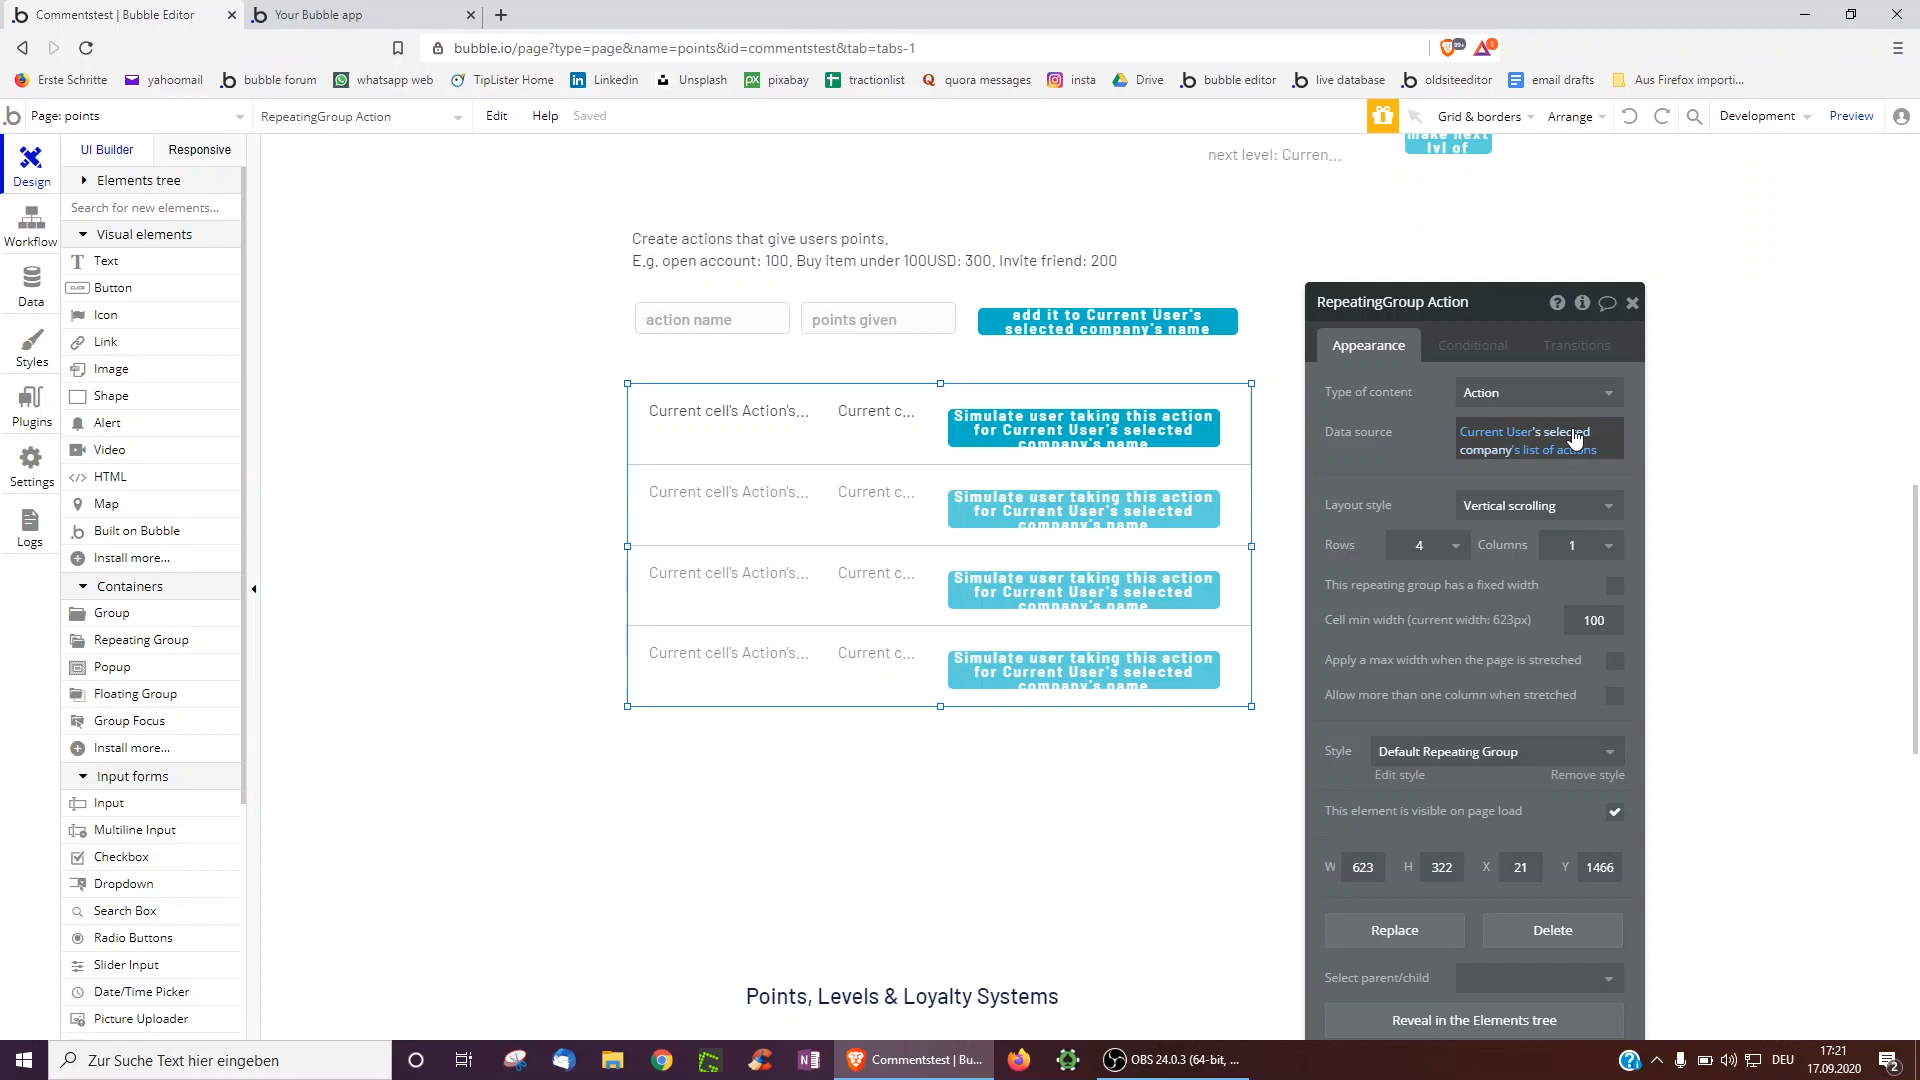 Commentstest | Bubble Editor
Your Bubble app
bubble.io/page?type=page&name=points&id=commentstest&tab=tabs-1
Erste Schritte
yahoomail
bubble forum
whatsapp web
TipLister Home
Linkedin
Unsplash
pixabay
tractionlist
quora messages
insta
Drive
bubble editor
live database
oldsiteeditor
email drafts
Aus Firefox importi...
Page: points
RepeatingGroup Action
Edit
Help
Saved
Grid & borders
Arrange
Development
Preview
Design
Workflow
Data
Styles
Plugins
Settings
Logs
UI Builder
Responsive
Elements tree
Search for new elements...
Visual elements
Text
Button
Icon
Link
Image
Shape
Alert
Video
HTML
Map
Built on Bubble
Install more...
Containers
Group
Repeating Group
Popup
Floating Group
Group Focus
Install more...
Input forms
Input
Multiline Input
Checkbox
Dropdown
Search Box
Radio Buttons
Slider Input
Date/Time Picker
Picture Uploader
next level: Curren...
make next
lvl of
Create actions that give users points.
E.g. open account: 100. Buy item under 100USD: 300. Invite friend: 200
action name
points given
add it to Current User's
selected company's name
Current cell's Action's...
Current c...
Simulate user taking this action
for Current User's selected
company's name
Current cell's Action's...
Current c...
Simulate user taking this action
for Current User's selected
company's name
Current cell's Action's...
Current c...
Simulate user taking this action
for Current User's selected
company's name
Current cell's Action's...
Current c...
Simulate user taking this action
for Current User's selected
company's name
Points, Levels & Loyalty Systems
RepeatingGroup Action
Appearance
Conditional
Transitions
Type of content
Action
Data source
Current User's selected
company's list of actions
Layout style
Vertical scrolling
Rows
4
Columns
1
This repeating group has a fixed width
Cell min width (current width: 623px)
100
Apply a max width when the page is stretched
Allow more than one column when stretched
Style
Default Repeating Group
Edit style
Remove style
This element is visible on page load
W 623 H 322 X 21 Y 1466
Replace
Delete
Select parent/child
Reveal in the Elements tree
Zur Suche Text hier eingeben
Commentstest | Bu...
OBS 24.0.3 (64-bit, ...
DEU
17:21
17.09.2020
2